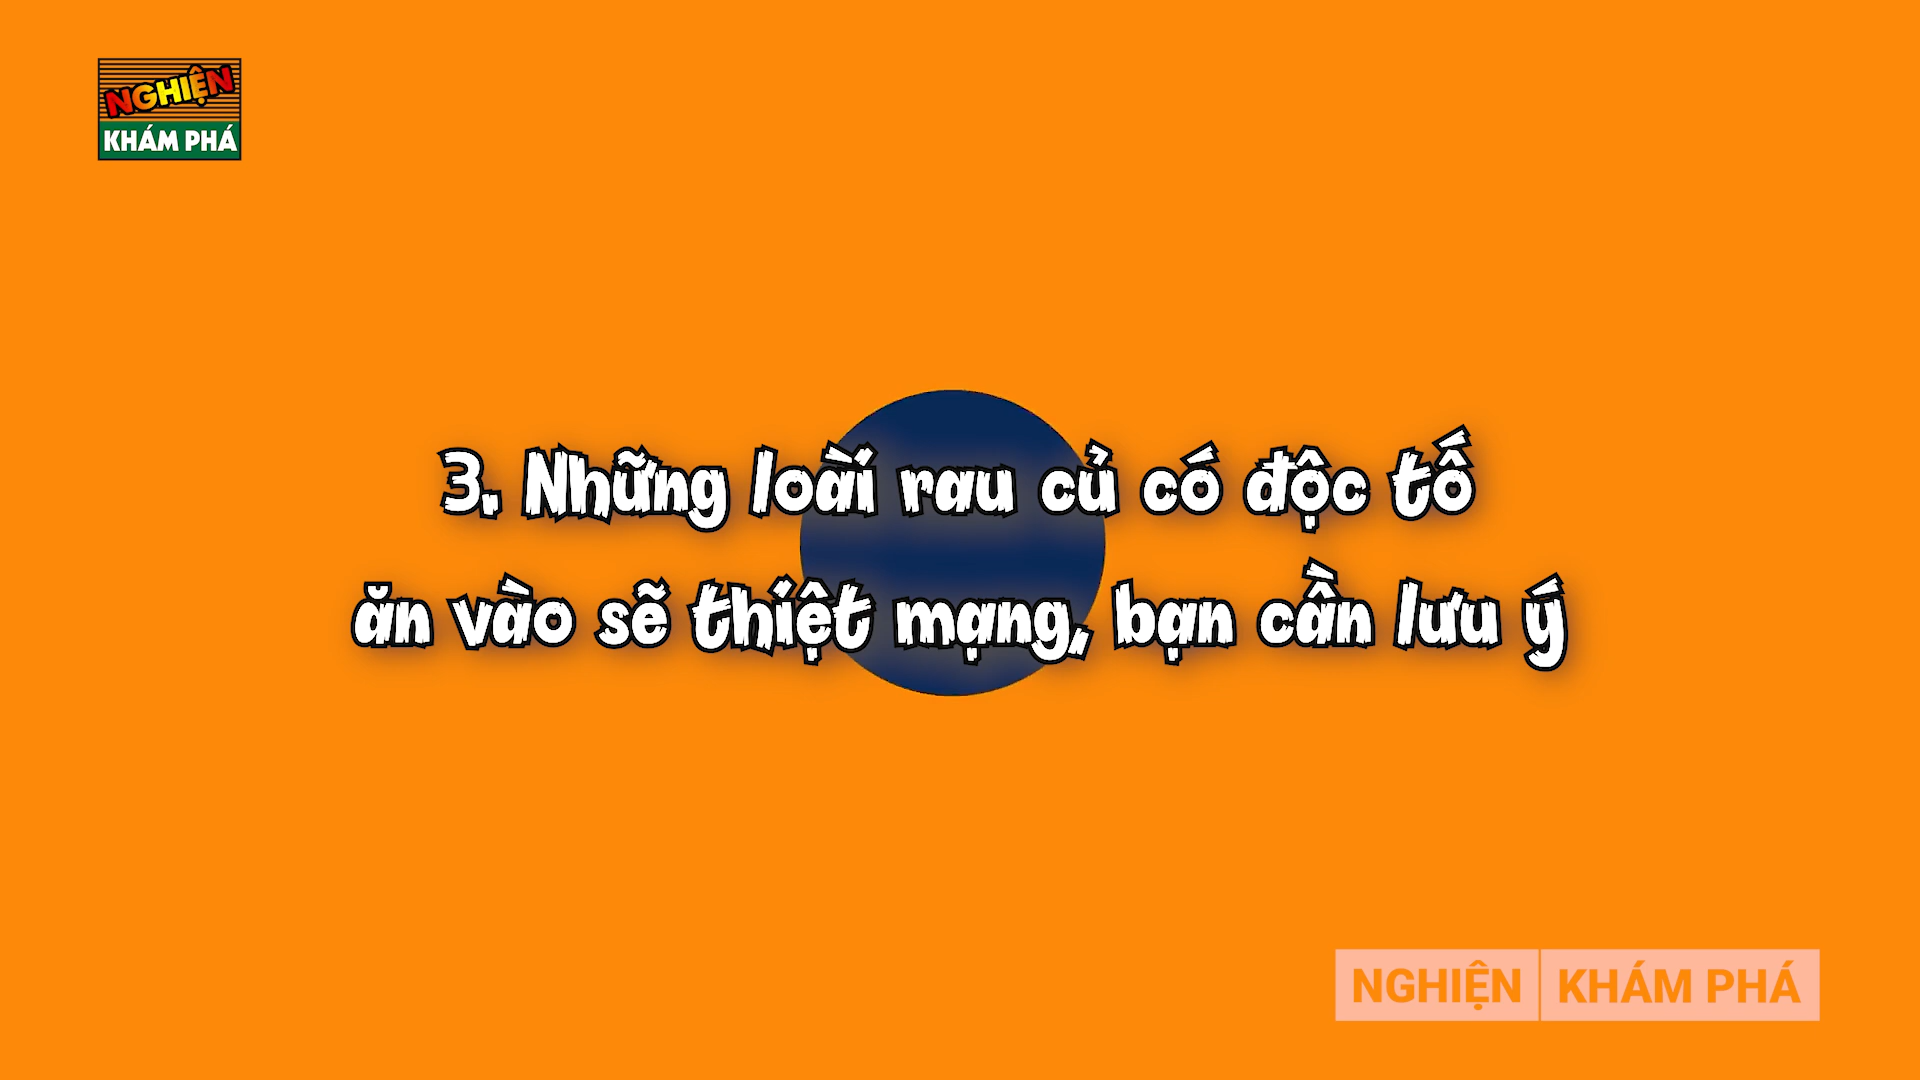 NGHIỆN
KHÁM PHÁ
3. Những loài rau củ có độc tố
ăn vào sẽ thiệt mạng, bạn cần lưu ý
NGHIỆN KHÁM PHÁ